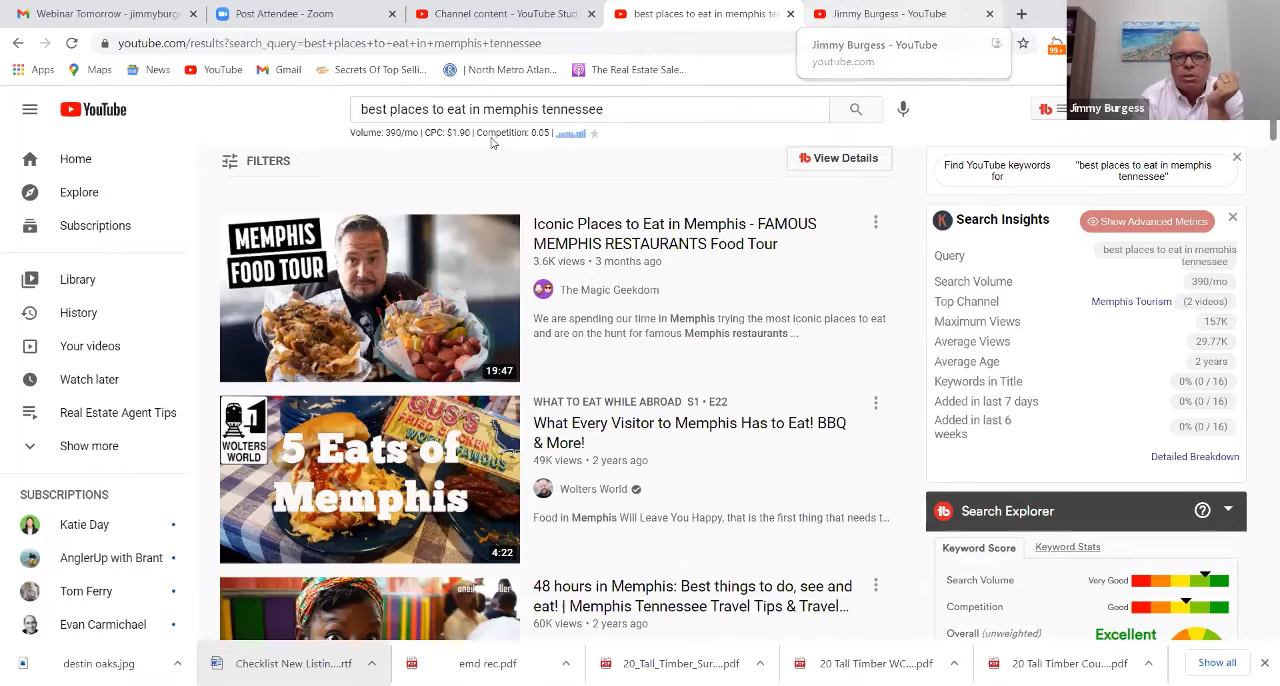 Webinar Tomorrow - jimmyburg
Post Attendee - Zoom
Channel content - YouTube Stud
best places to eat in memphis te
Jimmy Burgess - YouTube
youtube.com/results?search_query=best+places+to+eat+in+memphis+tennessee
Jimmy Burgess - YouTube
youtube.com
99+
Apps
Maps
News
YouTube
Gmail
Secrets Of Top Selli...
| North Metro Atlan...
The Real Estate Sale...
Jimmy Burgess
YouTube
best places to eat in memphis tennessee
Volume: 390/mo | CPC: $1.90 | Competition: 0.05 |
Home
Explore
Subscriptions
Library
History
Your videos
Watch later
Real Estate Agent Tips
Show more
SUBSCRIPTIONS
Katie Day
AnglerUp with Brant
Tom Ferry
Evan Carmichael
FILTERS
tb View Details
MEMPHIS
FOOD TOUR
19:47
Iconic Places to Eat in Memphis - FAMOUS
MEMPHIS RESTAURANTS Food Tour
3.6K views • 3 months ago
The Magic Geekdom
We are spending our time in Memphis trying the most iconic places to eat
and are on the hunt for famous Memphis restaurants ...
WOLTERS
WORLD
GUS'S
5 Eats of
Memphis
4:22
WHAT TO EAT WHILE ABROAD S1 • E22
What Every Visitor to Memphis Has to Eat! BBQ
& More!
49K views • 2 years ago
Wolters World
Food in Memphis Will Leave You Happy, that is the first thing that needs t...
48 hours in Memphis: Best things to do, see and
eat! | Memphis Tennessee Travel Tips & Travel...
60K views • 2 years ago
Find YouTube keywords
for
"best places to eat in memphis
tennessee"
K Search Insights
Show Advanced Metrics
Query
best places to eat in memphis
tennessee
Search Volume
390/mo
Top Channel
Memphis Tourism (2 videos)
Maximum Views
157K
Average Views
29.77K
Average Age
2 years
Keywords in Title
0% (0 / 16)
Added in last 7 days
0% (0 / 16)
Added in last 6
weeks
0% (0 / 16)
Detailed Breakdown
tb Search Explorer
Keyword Score
Keyword Stats
Search Volume
Very Good
Competition
Good
Overall (unweighted)
Excellent
destin oaks.jpg
Checklist New Listin....rtf
emd rec.pdf
20_Tall_Timber_Sur....pdf
20 Tall Timber WC....pdf
20 Tall Timber Cou....pdf
Show all